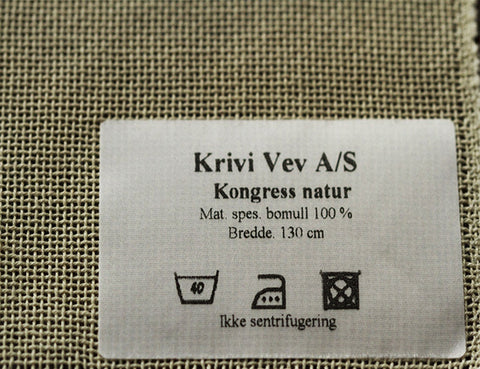 Krivi Vev A/S
Kongress natur
Mat. spes. bomull 100 %
Bredde. 130 cm
40
Ikke sentrifugering